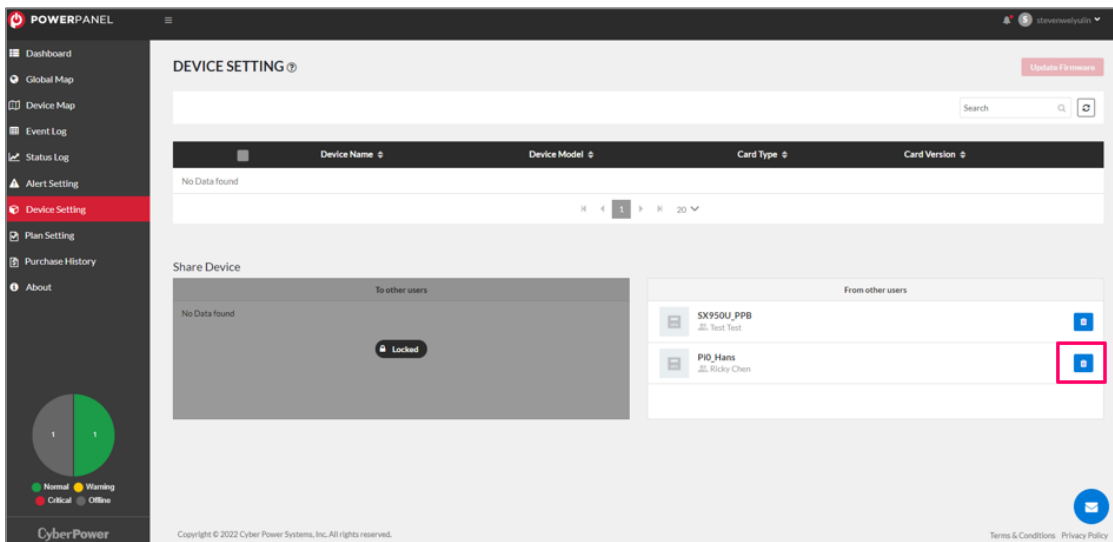 POWERPANEL
S stevenweiyulin
Dashboard
Global Map
Device Map
Event Log
Status Log
Alert Setting
Device Setting
Plan Setting
Purchase History
About
DEVICE SETTING
Update Firmware
Search
Device Name Device Model Card Type Card Version
No Data found
1 20
Share Device
To other users
No Data found
Locked
From other users
SX950U_PPB
Test Test
PI0_Hans
Ricky Chen
1 1
Normal Warning
Critical Offline
CyberPower
Copyright © 2022 Cyber Power Systems, Inc. All rights reserved.
Terms & Conditions Privacy Policy